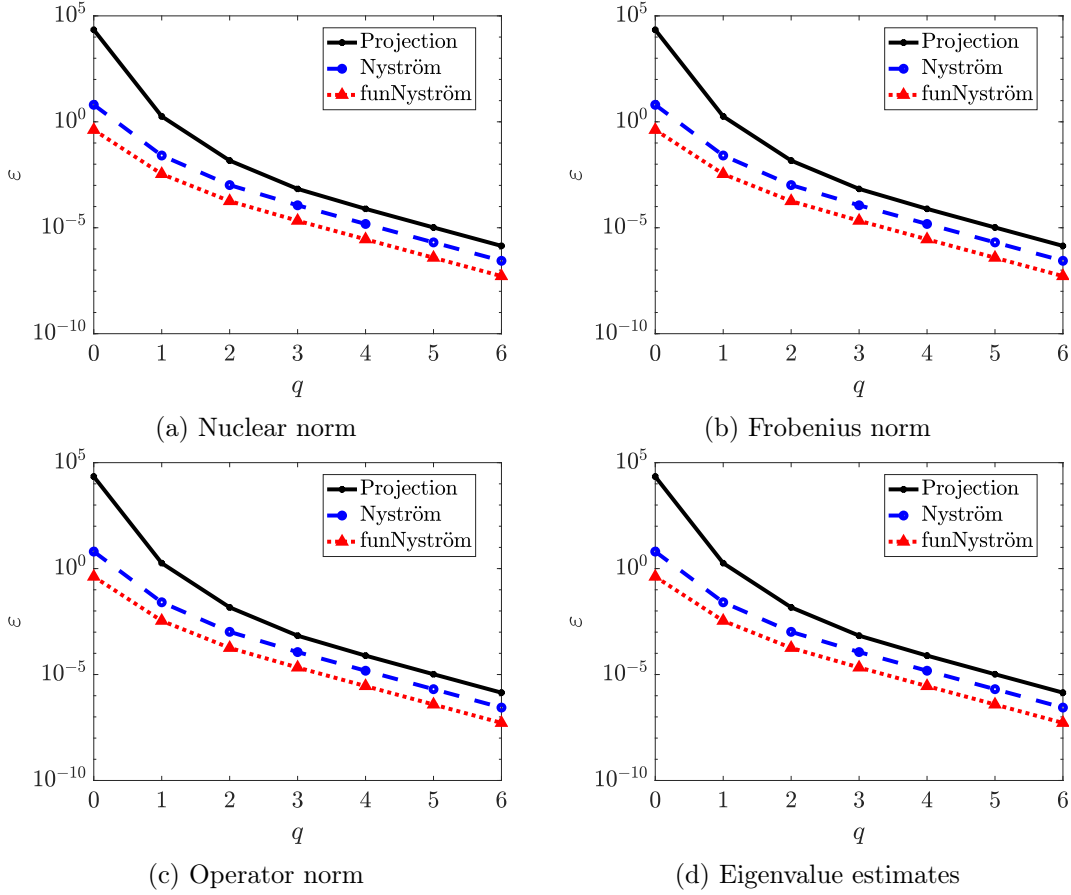 10^5
10^0
10^-5
10^-10
ε
Projection
Nyström
funNyström
0 1 2 3 4 5 6
q
(a) Nuclear norm
10^5
10^0
10^-5
10^-10
ε
Projection
Nyström
funNyström
0 1 2 3 4 5 6
q
(b) Frobenius norm
10^5
10^0
10^-5
10^-10
ε
Projection
Nyström
funNyström
0 1 2 3 4 5 6
q
(c) Operator norm
10^5
10^0
10^-5
10^-10
ε
Projection
Nyström
funNyström
0 1 2 3 4 5 6
q
(d) Eigenvalue estimates